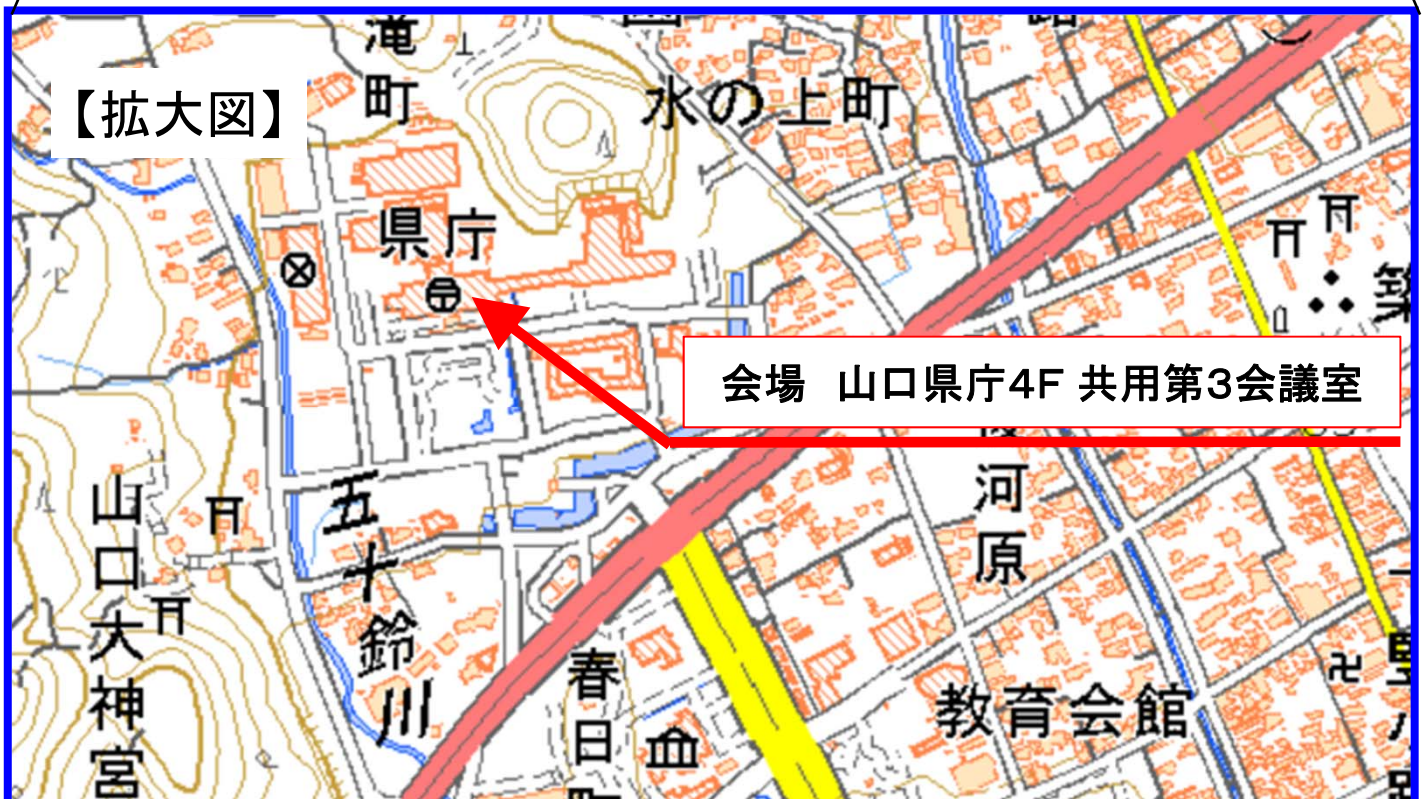 滝町
水の上町
【拡大図】
県庁
築
会場　山口県庁4F 共用第3会議室
河原
五十鈴川
山口大神宮
春日町
教育会館